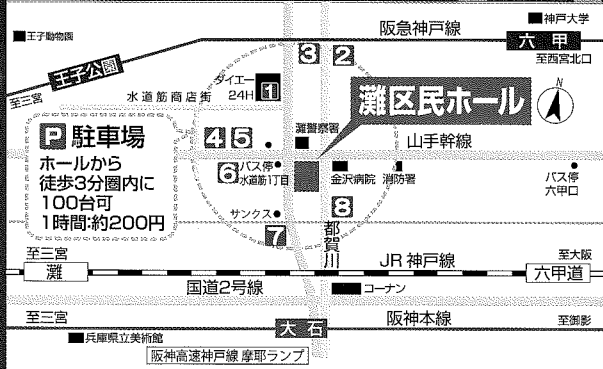 阪急神戸線
神戸大学
王子動物園
六甲
至西宮北口
王子公園
至三宮
3
2
ダイエー
24H
1
水道筋商店街
灘区民ホール
N
灘警察署
山手幹線
P 駐車場
ホールから
徒歩3分圏内に
100台可
1時間:約200円
4
5
6
バス停
水道筋1丁目
金沢病院
消防署
バス停
六甲口
サンクス
7
8
都賀川
至三宮
灘
JR 神戸線
至大阪
六甲道
国道2号線
コーナン
至三宮
大石
阪神本線
至御影
兵庫県立美術館
阪神高速神戸線 摩耶ランプ